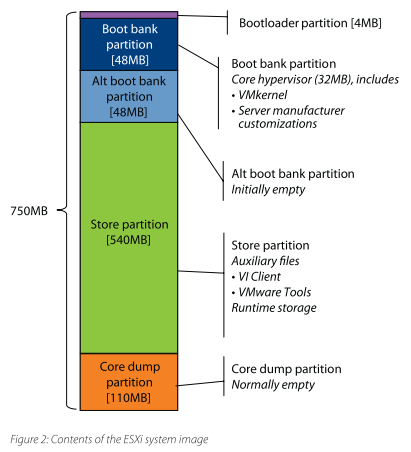 Bootloader partition [4MB]
Boot bank
partition
[48MB]
Boot bank partition
Core hypervisor (32MB), includes
• VMkernel
• Server manufacturer
customizations
Alt boot bank
partition
[48MB]
Alt boot bank partition
Initially empty
750MB
Store partition
[540MB]
Store partition
Auxiliary files
• VI Client
• VMware Tools
Runtime storage
Core dump
partition
[110MB]
Core dump partition
Normally empty
Figure 2: Contents of the ESXi system image